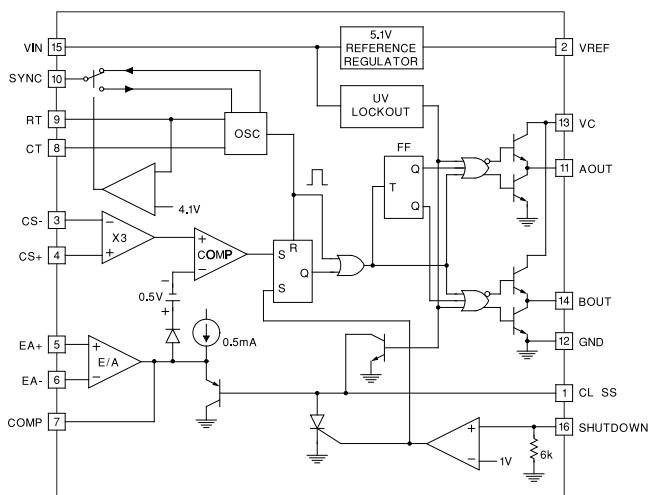 VIN 15
5.1V
REFERENCE
REGULATOR
2 VREF
SYNC 10
UV
LOCKOUT
RT 9
OSC
CT 8
13 VC
FF
11 AOUT
Q
T
Q
4.1V
CS- 3
CS+ 4
X3
COMP
R
S
Q
S
0.5V
14 BOUT
12 GND
0.5mA
EA+ 5
E/A
EA- 6
COMP 7
1 CL SS
16 SHUTDOWN
1V
6k